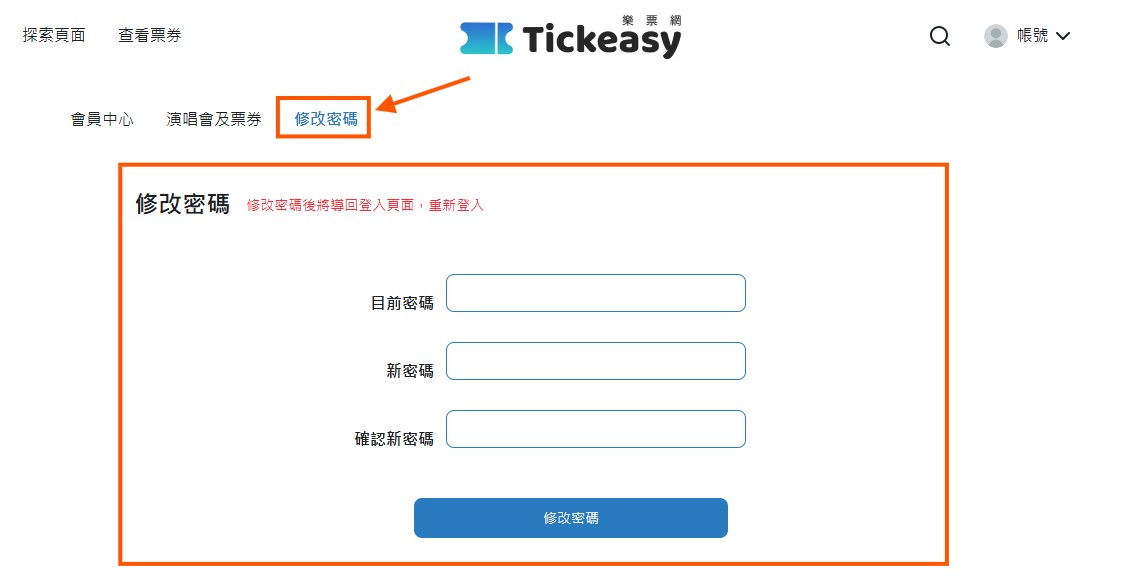 探索頁面
查看票券
樂票網
Tickeasy
帳號
會員中心
演唱會及票券
修改密碼
修改密碼
修改密碼後將導回登入頁面，重新登入
目前密碼
新密碼
確認新密碼
修改密碼